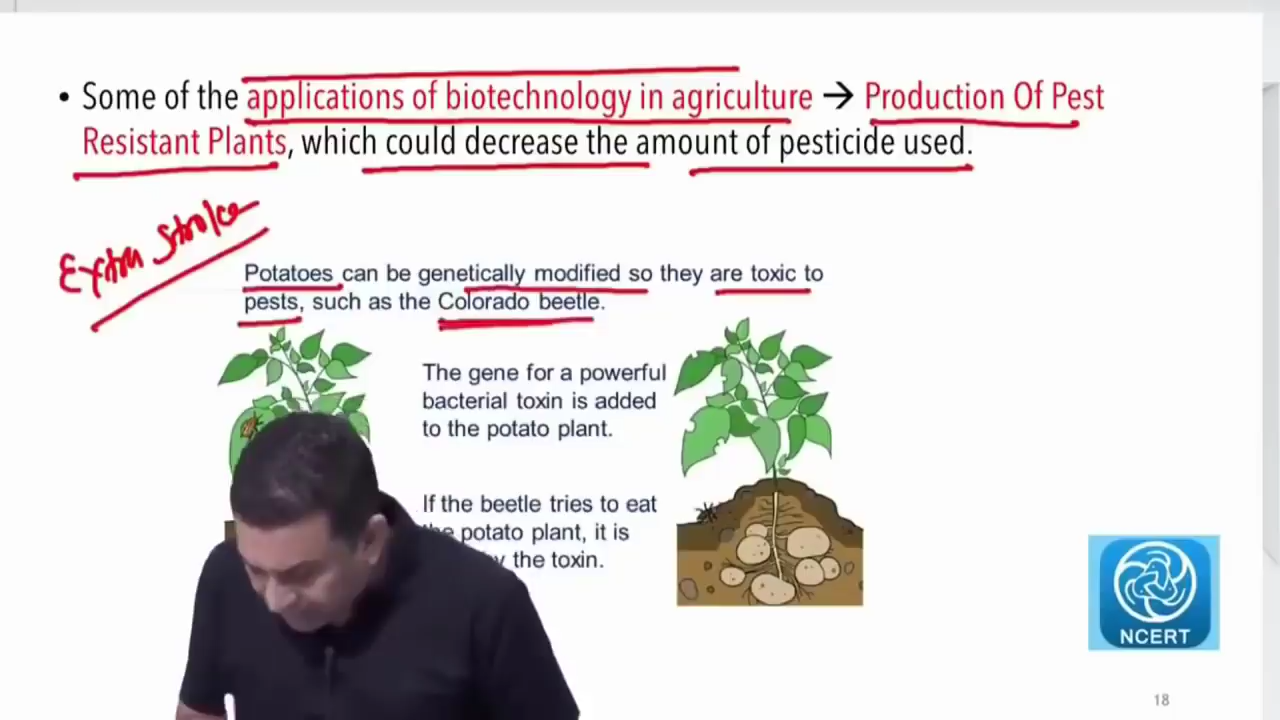 • Some of the applications of biotechnology in agriculture → Production Of Pest
Resistant Plants, which could decrease the amount of pesticide used.
Extra Stroke
Potatoes can be genetically modified so they are toxic to
pests, such as the Colorado beetle.
The gene for a powerful
bacterial toxin is added
to the potato plant.
If the beetle tries to eat
the potato plant, it is
the toxin.
NCERT
18